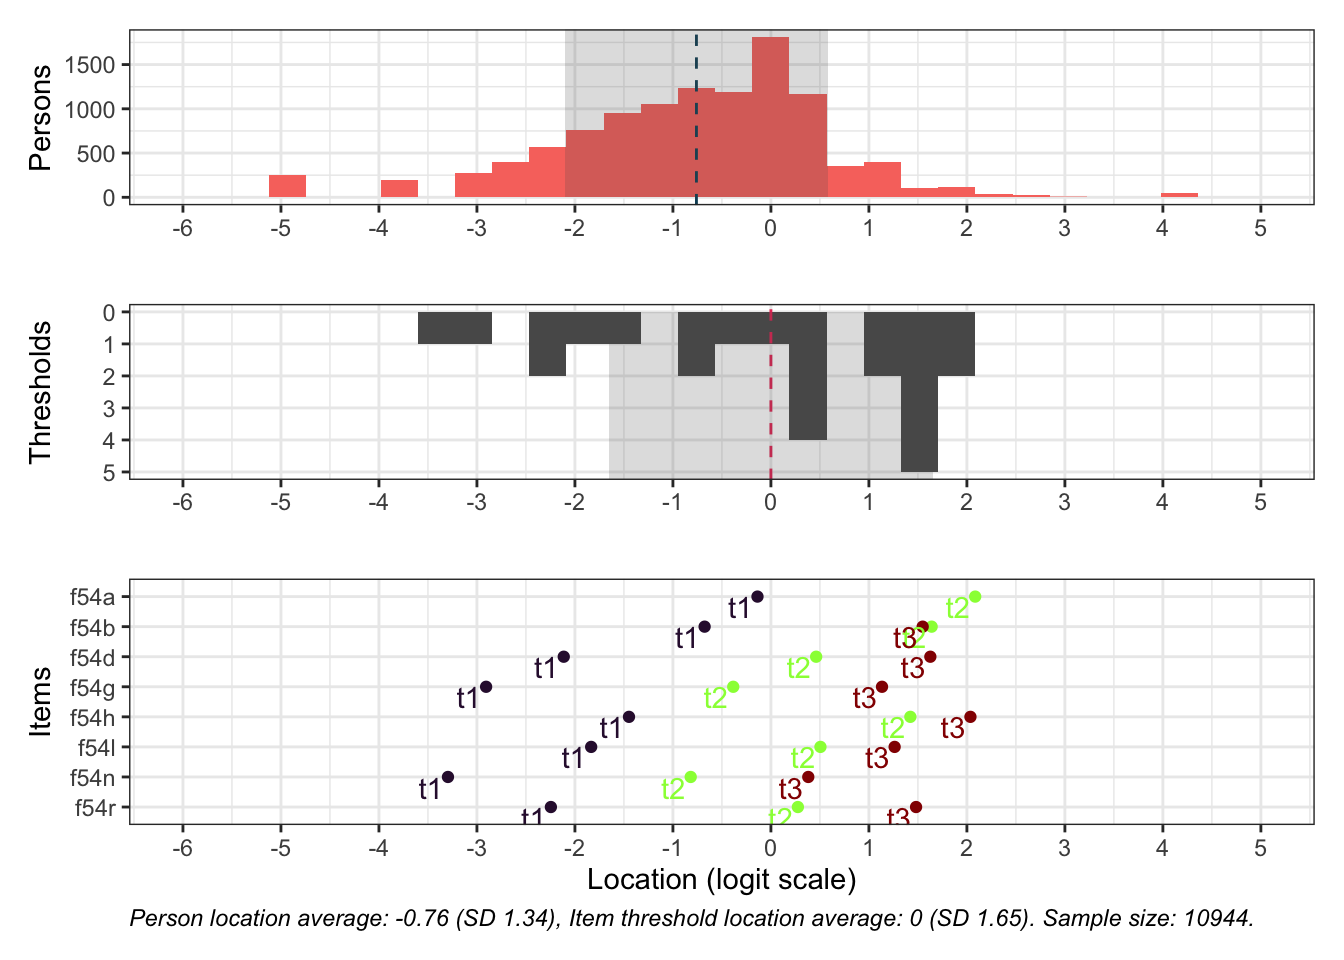 Persons
1500
1000
500
0
-6 -5 -4 -3 -2 -1 0 1 2 3 4 5
Thresholds
0
1
2
3
4
5
-6 -5 -4 -3 -2 -1 0 1 2 3 4 5
Items
f54a t1 t2
f54b t1 t3 t2
f54d t1 t2 t3
f54g t1 t2 t3
f54h t1 t2 t3
f54l t1 t2 t3
f54n t1 t2 t3
f54r t1 t2 t3
-6 -5 -4 -3 -2 -1 0 1 2 3 4 5
Location (logit scale)
Person location average: -0.76 (SD 1.34), Item threshold location average: 0 (SD 1.65). Sample size: 10944.